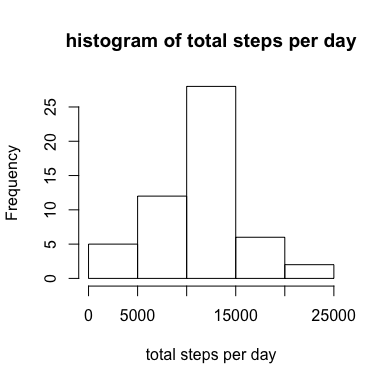 histogram of total steps per day
Frequency
25
20
15
10
5
0
0 5000 15000 25000
total steps per day